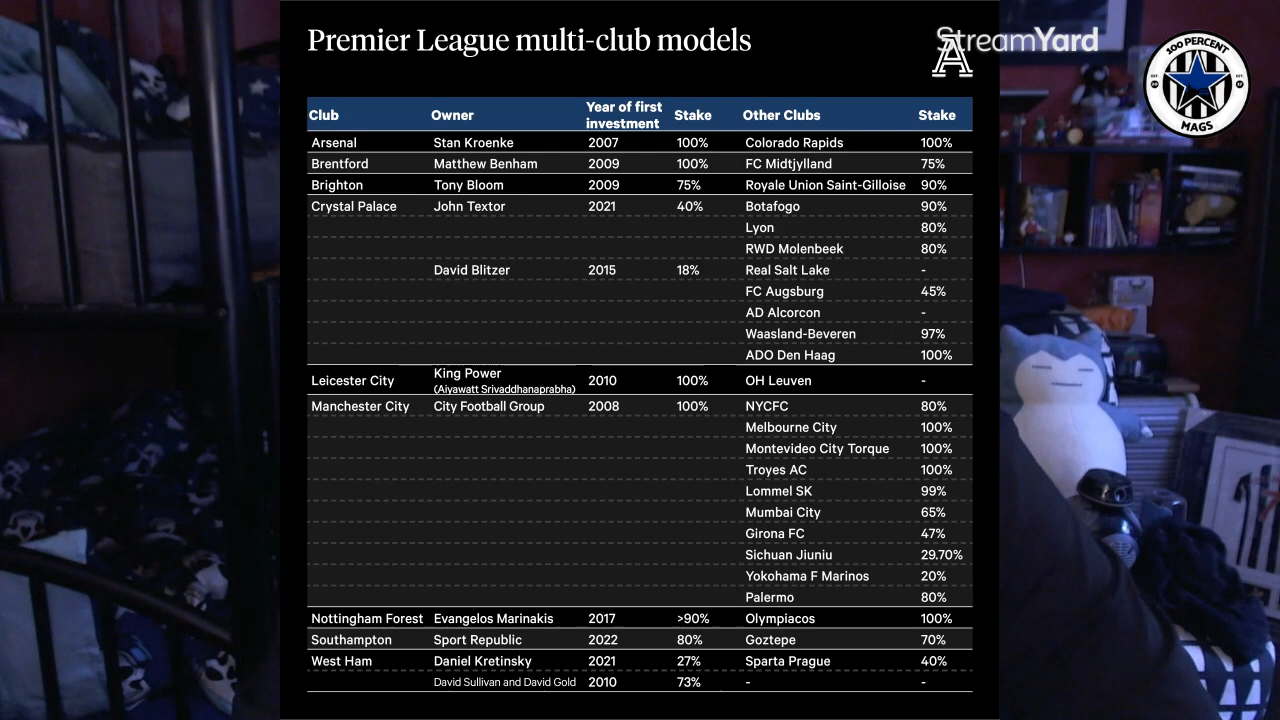 Premier League multi-club models
StreamYard
100 PERCENT
MAGS
Club Owner Year of first investment Stake Other Clubs Stake
Arsenal Stan Kroenke 2007 100% Colorado Rapids 100%
Brentford Matthew Benham 2009 100% FC Midtjylland 75%
Brighton Tony Bloom 2009 75% Royale Union Saint-Gilloise 90%
Crystal Palace John Textor 2021 40% Botafogo 90%
Lyon 80%
RWD Molenbeek 80%
David Blitzer 2015 18% Real Salt Lake -
FC Augsburg 45%
AD Alcorcon -
Waasland-Beveren 97%
ADO Den Haag 100%
Leicester City King Power (Aiyawatt Srivaddhanaprabha) 2010 100% OH Leuven -
Manchester City City Football Group 2008 100% NYCFC 80%
Melbourne City 100%
Montevideo City Torque 100%
Troyes AC 100%
Lommel SK 99%
Mumbai City 65%
Girona FC 47%
Sichuan Jiuniu 29.70%
Yokohama F Marinos 20%
Palermo 80%
Nottingham Forest Evangelos Marinakis 2017 >90% Olympiacos 100%
Southampton Sport Republic 2022 80% Goztepe 70%
West Ham Daniel Kretinsky 2021 27% Sparta Prague 40%
David Sullivan and David Gold 2010 73% - -